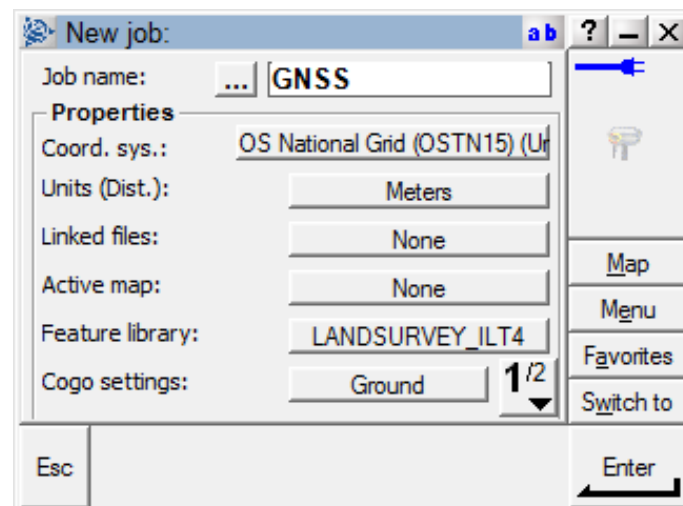 New job:
ab
?
Job name:
...
GNSS
Properties
Coord. sys.:
OS National Grid (OSTN15) (Ur
Units (Dist.):
Meters
Linked files:
None
Active map:
None
Feature library:
LANDSURVEY_ILT4
Cogo settings:
Ground
1/2
Map
Menu
Favorites
Switch to
Esc
Enter